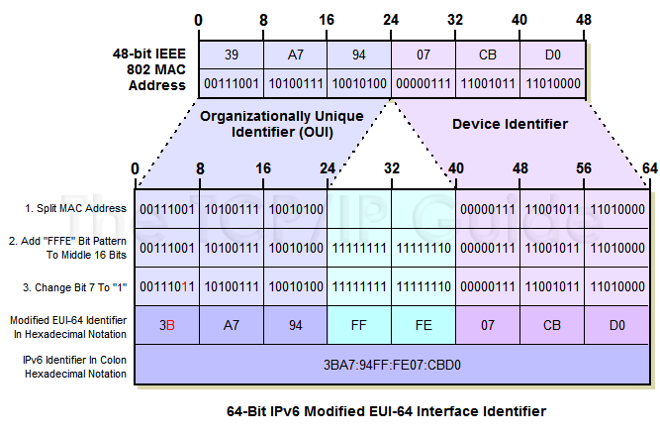 0 8 16 24 32 40 48
48-bit IEEE
802 MAC
Address
39 A7 94 07 CB D0
00111001 10100111 10010100 00000111 11001011 11010000
Organizationally Unique
Identifier (OUI)
Device Identifier
0 8 16 24 32 40 48 56 64
The TCP/IP Guide
1. Split MAC Address
00111001 10100111 10010100 00000111 11001011 11010000
2. Add "FFFE" Bit Pattern
To Middle 16 Bits
00111001 10100111 10010100 11111111 11111110 00000111 11001011 11010000
3. Change Bit 7 To "1"
00111011 10100111 10010100 11111111 11111110 00000111 11001011 11010000
Modified EUI-64 Identifier
In Hexadecimal Notation
3B A7 94 FF FE 07 CB D0
IPv6 Identifier In Colon
Hexadecimal Notation
3BA7:94FF:FE07:CBD0
64-Bit IPv6 Modified EUI-64 Interface Identifier